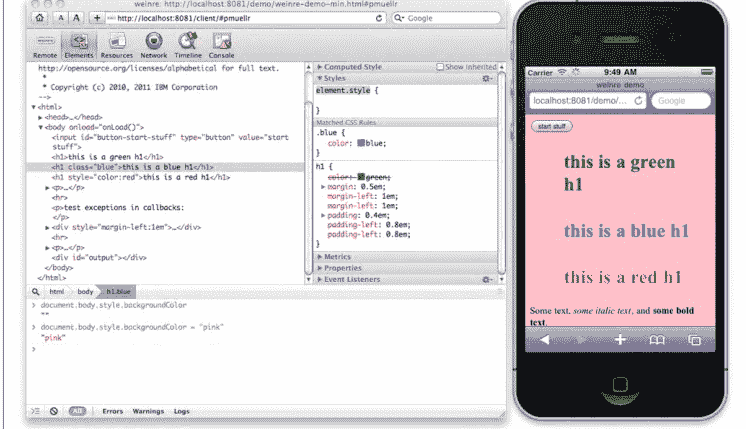 weinre: http://localhost:8081/demo/weinre-demo-min.html#pmuellr
A A + http://localhost:8081/client/#pmuellr Google
Remote Elements Resources Network Timeline Console
http://opensource.org/licenses/alphabetical for full text.
*
* Copyright (c) 2010, 2011 IBM Corporation
-->
<html>
<head>…</head>
<body onload="onLoad()">
<input id="button-start-stuff" type="button" value="start
stuff">
<h1>this is a green h1</h1>
<h1 class="blue">this is a blue h1</h1>
<h1 style="color:red">this is a red h1</h1>
<p>…</p>
<hr>
<p>test exceptions in callbacks:
</p>
<div style="margin-left:1em">…</div>
<hr>
<p>…</p>
<div id="output"></div>
</body>
</html>
Computed Style Show inherited
Styles
element.style {
}
Matched CSS Rules
.blue {
color: blue;
}
h1 {
color: green;
margin: 0.5em;
margin-left: 1em;
margin-left: 1em;
padding: 0.4em;
padding-left: 0.8em;
padding-left: 0.8em;
}
Metrics
Properties
Event Listeners
html body h1.blue
> document.body.style.backgroundColor
""
> document.body.style.backgroundColor = "pink"
"pink"
>
All Errors Warnings Logs
Carrier 9:49 AM
weinre demo
localhost:8081/demo/... Google
start stuff
this is a green
h1
this is a blue h1
this is a red h1
Some text, some italic text, and some bold
text.